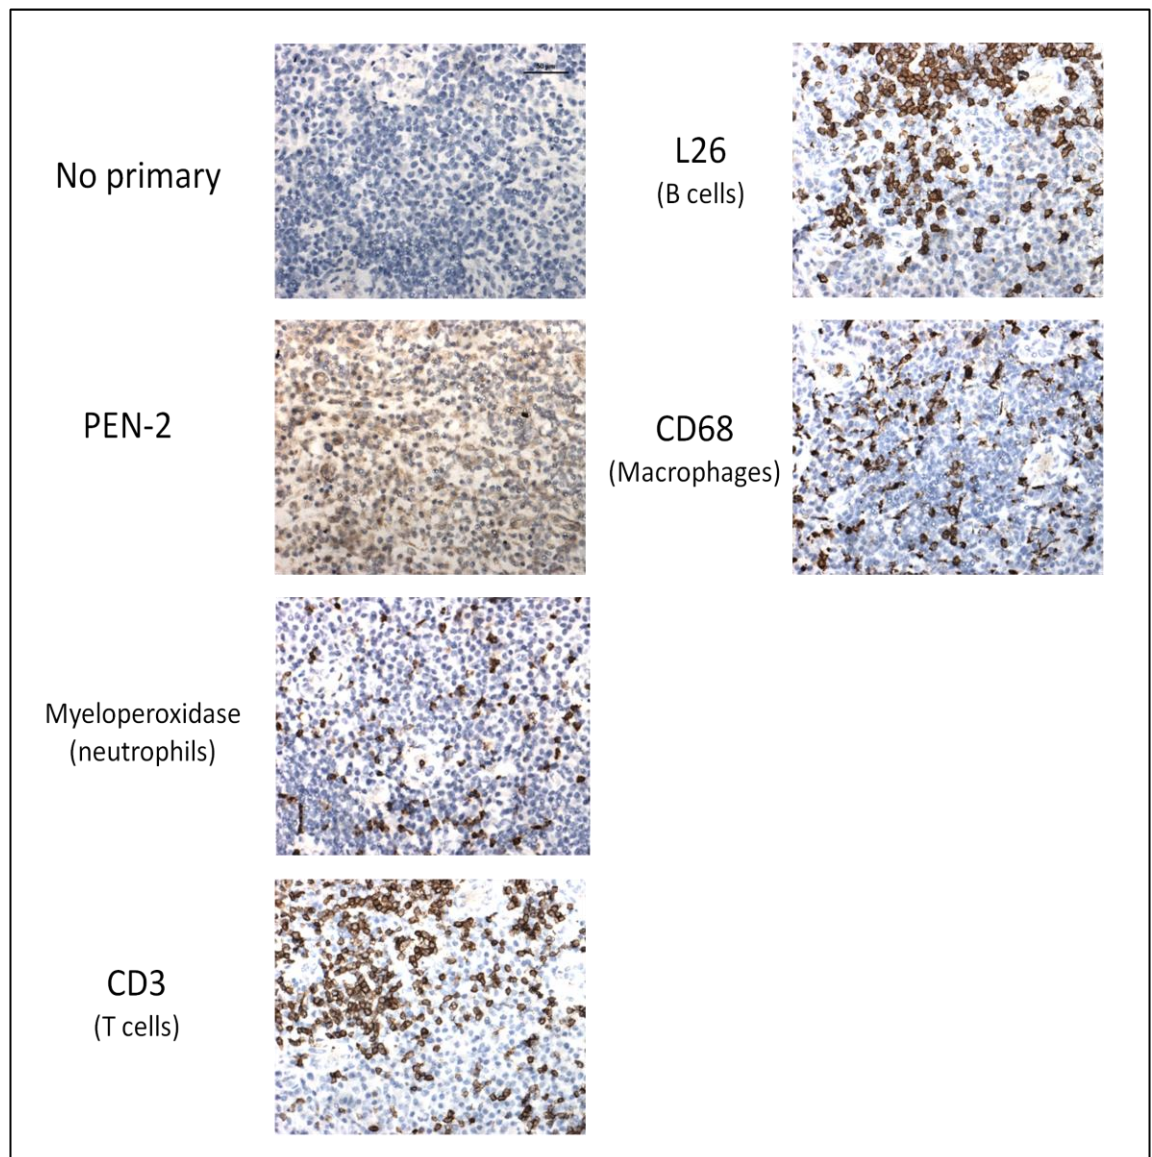 No primary
L26
(B cells)
PEN-2
CD68
(Macrophages)
Myeloperoxidase
(neutrophils)
CD3
(T cells)